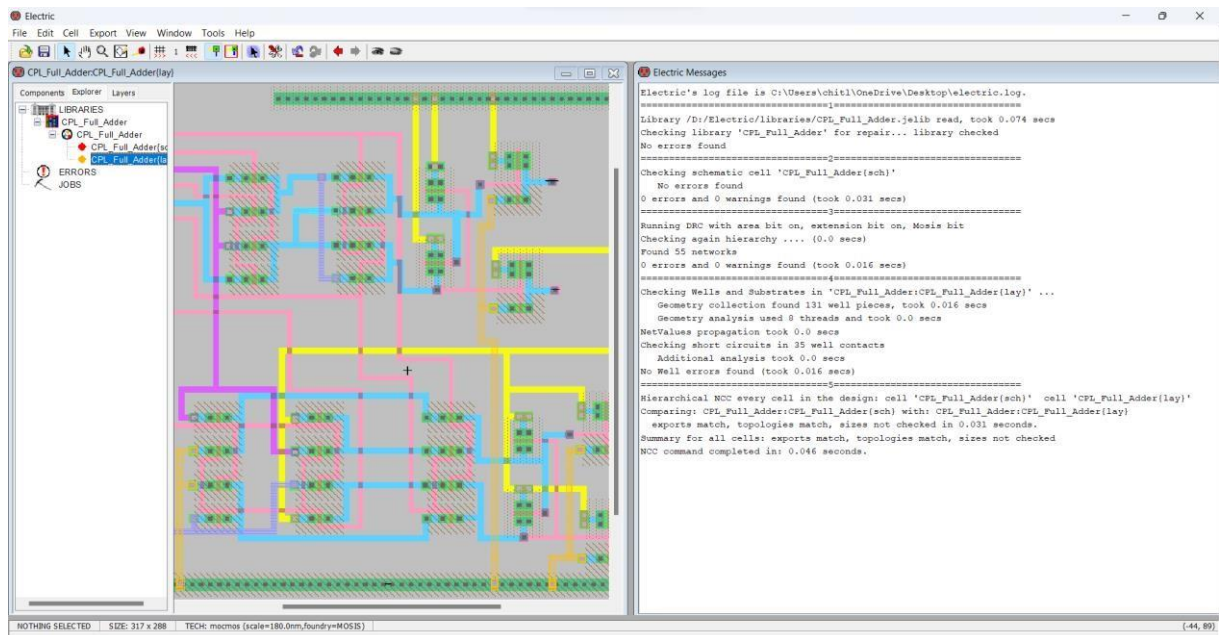 Electric
File Edit Cell Export View Window Tools Help
CPL_Full_Adder:CPL_Full_Adder{lay}
Components Explorer Layers
LIBRARIES
CPL_Full_Adder
CPL_Full_Adder
CPL_Full_Adder{sc
CPL_Full_Adder{la
ERRORS
JOBS
Electric Messages
Electric's log file is C:\Users\chitl\OneDrive\Desktop\electric.log.
=================================1=================================
Library /D:/Electric/libraries/CPL_Full_Adder.jelib read, took 0.074 secs
Checking library 'CPL_Full_Adder' for repair... library checked
No errors found
=================================2=================================
Checking schematic cell 'CPL_Full_Adder{sch}'
No errors found
0 errors and 0 warnings found (took 0.031 secs)
=================================3=================================
Running DRC with area bit on, extension bit on, Mosis bit
Checking again hierarchy .... (0.0 secs)
Found 55 networks
0 errors and 0 warnings found (took 0.016 secs)
=================================4=================================
Checking Wells and Substrates in 'CPL_Full_Adder:CPL_Full_Adder{lay}' ...
Geometry collection found 131 well pieces, took 0.016 secs
Geometry analysis used 8 threads and took 0.0 secs
NetValues propagation took 0.0 secs
Checking short circuits in 35 well contacts
Additional analysis took 0.0 secs
No Well errors found (took 0.016 secs)
=================================5=================================
Hierarchical NCC every cell in the design: cell 'CPL_Full_Adder{sch}' cell 'CPL_Full_Adder{lay}'
Comparing: CPL_Full_Adder:CPL_Full_Adder{sch} with: CPL_Full_Adder:CPL_Full_Adder{lay}
exports match, topologies match, sizes not checked in 0.031 seconds.
Summary for all cells: exports match, topologies match, sizes not checked
NCC command completed in: 0.046 seconds.
NOTHING SELECTED SIZE: 317 x 288 TECH: mocmos (scale=180.0nm,foundry=MOSIS) (-44, 89)